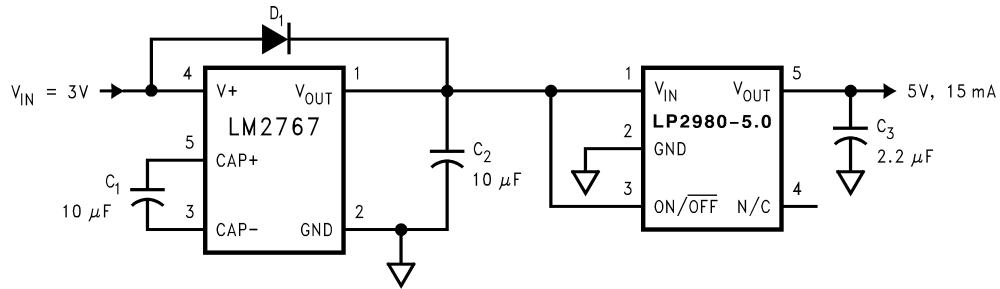 D1
VIN = 3V
4
V+
1
VOUT
LM2767
5
CAP+
C1
10 µF
3
CAP–
2
GND
C2
10 µF
1
VIN
5
VOUT
5V, 15 mA
LP2980–5.0
2
GND
3
ON/OFF
4
N/C
C3
2.2 µF